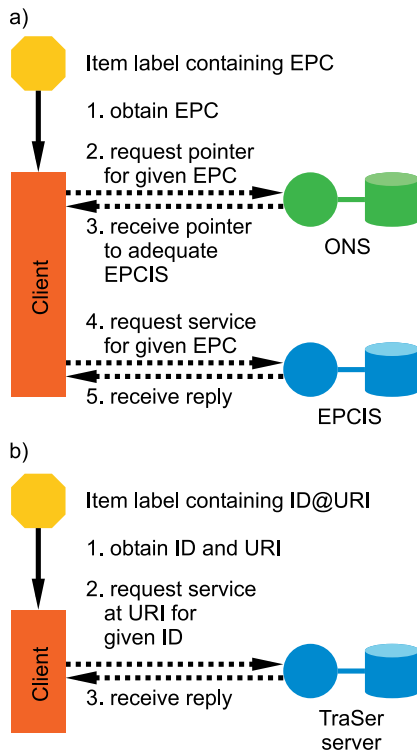 a)
Item label containing EPC
1. obtain EPC
2. request pointer
for given EPC
3. receive pointer
to adequate
EPCIS
ONS
Client
4. request service
for given EPC
5. receive reply
EPCIS
b)
Item label containing ID@URI
1. obtain ID and URI
2. request service
at URI for
given ID
Client
3. receive reply
TraSer
server